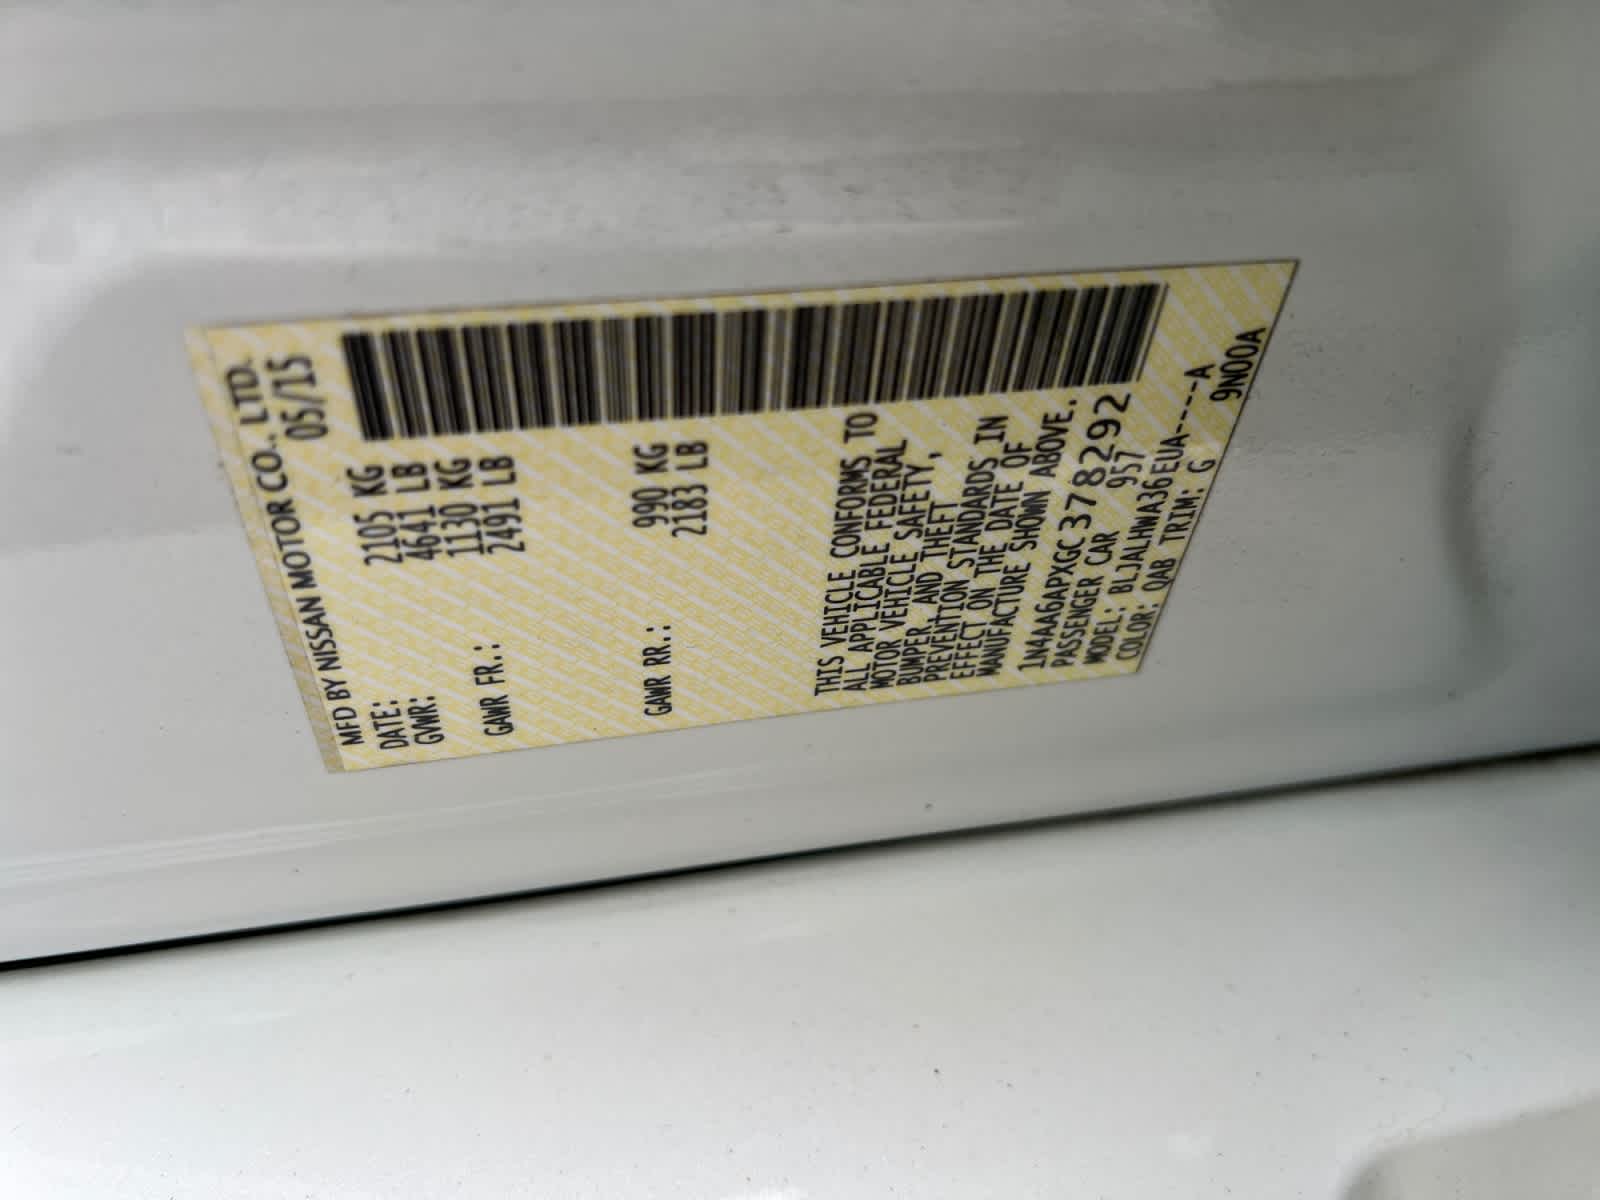 MFD BY NISSAN MOTOR CO., LTD.
DATE: 05/15
GVWR: 2105 KG
4641 LB
GAWR FR.: 1130 KG
2491 LB
GAWR RR.: 990 KG
2183 LB
THIS VEHICLE CONFORMS TO
ALL APPLICABLE FEDERAL
MOTOR VEHICLE SAFETY,
BUMPER, AND THEFT
PREVENTION STANDARDS IN
EFFECT ON THE DATE OF
MANUFACTURE SHOWN ABOVE.
1N4AA6APXGC378292
PASSENGER CAR 957
MODEL: BLJALHWA36EUA----A
COLOR: QAB TRIM: G 9N00A